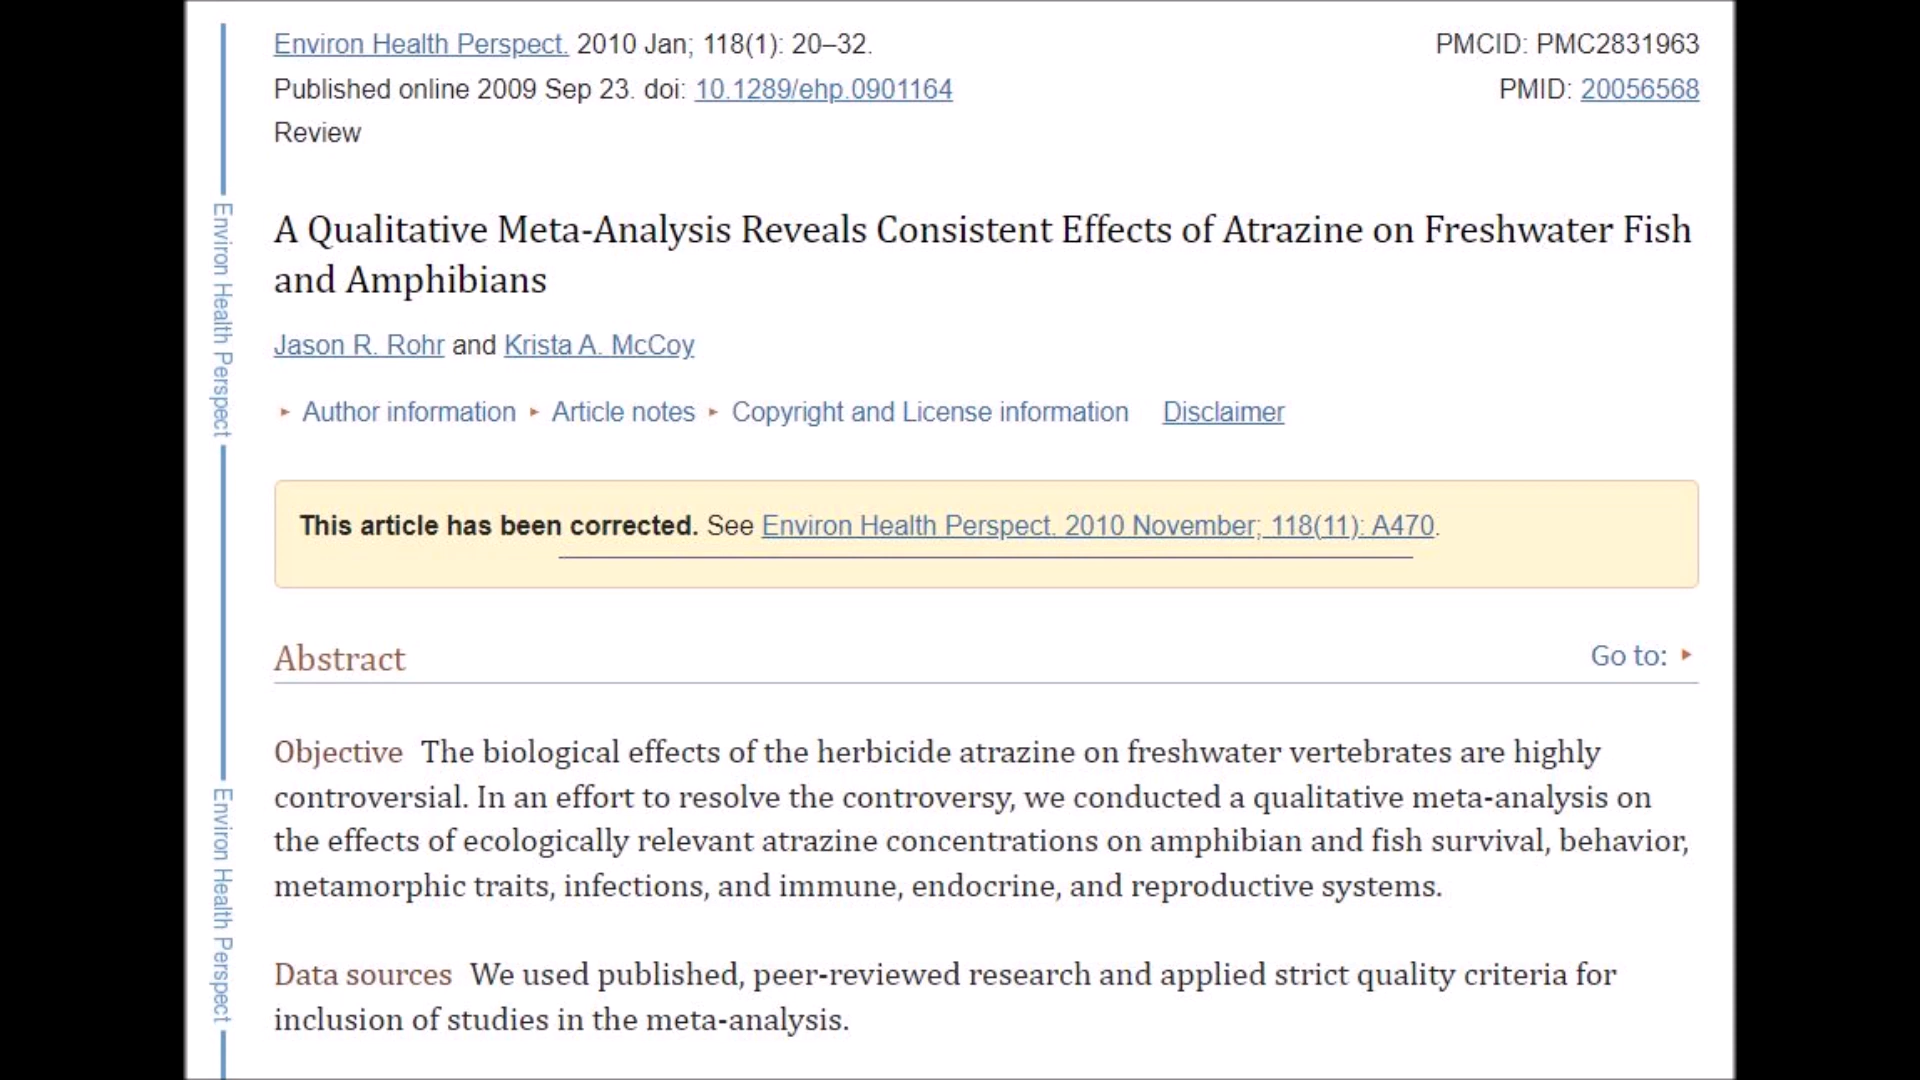 Environ Health Perspect. 2010 Jan; 118(1): 20–32.
PMCID: PMC2831963
Published online 2009 Sep 23. doi: 10.1289/ehp.0901164
PMID: 20056568
Review
A Qualitative Meta-Analysis Reveals Consistent Effects of Atrazine on Freshwater Fish
and Amphibians
Jason R. Rohr and Krista A. McCoy
Author information Article notes Copyright and License information Disclaimer
This article has been corrected. See Environ Health Perspect. 2010 November; 118(11): A470.
Abstract
Go to:
Objective The biological effects of the herbicide atrazine on freshwater vertebrates are highly
controversial. In an effort to resolve the controversy, we conducted a qualitative meta-analysis on
the effects of ecologically relevant atrazine concentrations on amphibian and fish survival, behavior,
metamorphic traits, infections, and immune, endocrine, and reproductive systems.
Data sources We used published, peer-reviewed research and applied strict quality criteria for
inclusion of studies in the meta-analysis.
Environ Health Perspect
Environ Health Perspect